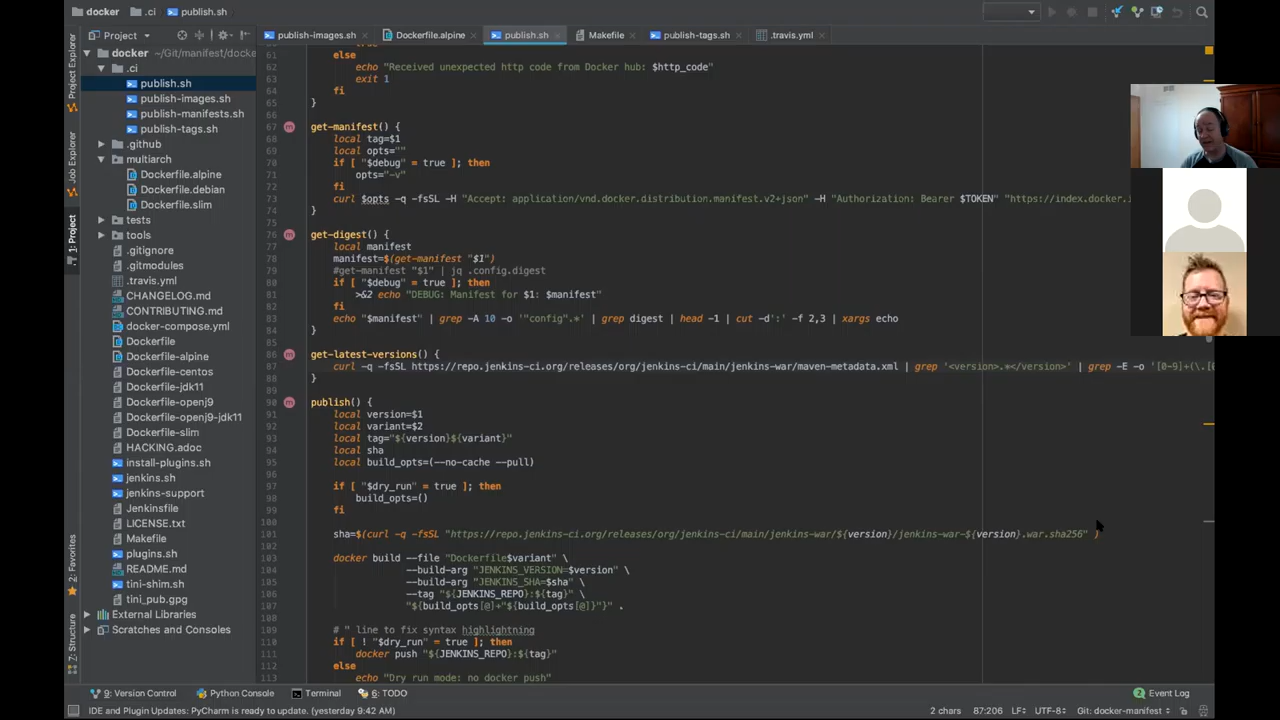 docker › .ci › publish.sh
Project
publish-images.sh
Dockerfile.alpine
publish.sh
Makefile
publish-tags.sh
.travis.yml
Project Explorer
Job Explorer
1: Project
2: Favorites
7: Structure
docker ~/Git/manifest/docke
.ci
publish.sh
publish-images.sh
publish-manifests.sh
publish-tags.sh
.github
multiarch
Dockerfile.alpine
Dockerfile.debian
Dockerfile.slim
tests
tools
.gitignore
.gitmodules
.travis.yml
CHANGELOG.md
CONTRIBUTING.md
docker-compose.yml
Dockerfile
Dockerfile-alpine
Dockerfile-centos
Dockerfile-jdk11
Dockerfile-openj9
Dockerfile-openj9-jdk11
Dockerfile-slim
HACKING.adoc
install-plugins.sh
jenkins.sh
jenkins-support
Jenkinsfile
LICENSE.txt
Makefile
plugins.sh
README.md
tini-shim.sh
tini_pub.gpg
External Libraries
Scratches and Consoles
61 else
62 echo "Received unexpected http code from Docker hub: $http_code"
63 exit 1
64 fi
65 }
66
67 get-manifest() {
68 local tag=$1
69 local opts=""
70 if [ "$debug" = true ]; then
71 opts="-v"
72 fi
73 curl $opts -q -fsSL -H "Accept: application/vnd.docker.distribution.manifest.v2+json" -H "Authorization: Bearer $TOKEN" "https://index.docker.i
74 }
75
76 get-digest() {
77 local manifest
78 manifest=$(get-manifest "$1")
79 #get-manifest "$1" | jq .config.digest
80 if [ "$debug" = true ]; then
81 >&2 echo "DEBUG: Manifest for $1: $manifest"
82 fi
83 echo "$manifest" | grep -A 10 -o '"config".*' | grep digest | head -1 | cut -d':' -f 2,3 | xargs echo
84 }
85
86 get-latest-versions() {
87 curl -q -fsSL https://repo.jenkins-ci.org/releases/org/jenkins-ci/main/jenkins-war/maven-metadata.xml | grep '<version>.*</version>' | grep -E -o '[0-9]+(\.[
88 }
89
90 publish() {
91 local version=$1
92 local variant=$2
93 local tag="${version}${variant}"
94 local sha
95 local build_opts=(--no-cache --pull)
96
97 if [ "$dry_run" = true ]; then
98 build_opts=()
99 fi
100
101 sha=$(curl -q -fsSL "https://repo.jenkins-ci.org/releases/org/jenkins-ci/main/jenkins-war/${version}/jenkins-war-${version}.war.sha256" )
102
103 docker build --file "Dockerfile$variant" \
104 --build-arg "JENKINS_VERSION=$version" \
105 --build-arg "JENKINS_SHA=$sha" \
106 --tag "${JENKINS_REPO}:${tag}" \
107 "${build_opts[@]+"${build_opts[@]}"}" .
108
109 # " line to fix syntax highlightning
110 if [ ! "$dry_run" = true ]; then
111 docker push "${JENKINS_REPO}:${tag}"
112 else
113 echo "Dry run mode: no docker push"
9: Version Control
Python Console
Terminal
6: TODO
2 Event Log
IDE and Plugin Updates: PyCharm is ready to update. (yesterday 9:42 AM)
2 chars 87:206 LF UTF-8 Git: docker-manifest